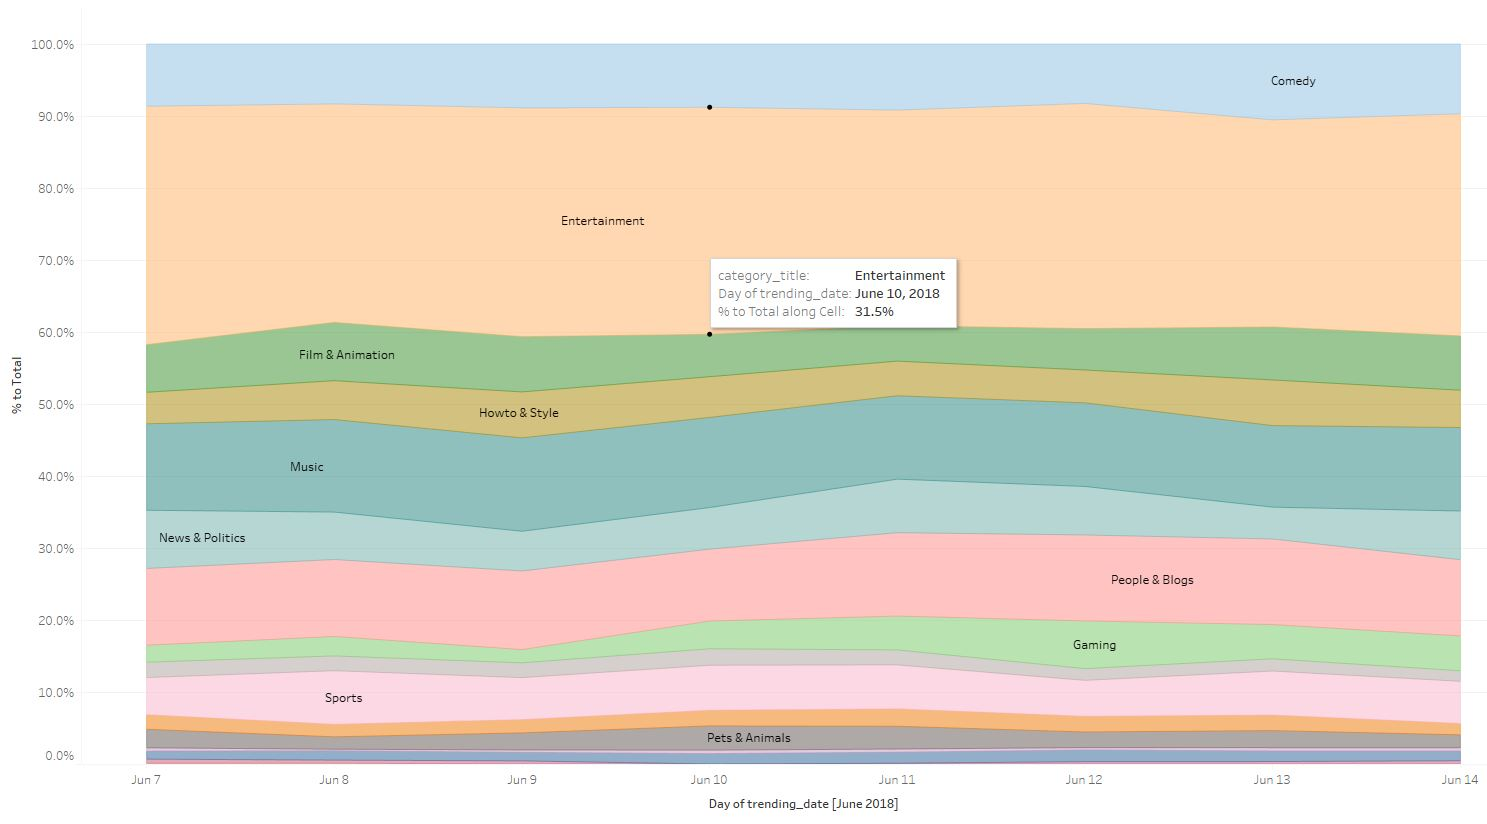 100.0%
Comedy
90.0%
80.0%
Entertainment
70.0%
category_title: Entertainment
Day of trending_date: June 10, 2018
% to Total along Cell: 31.5%
60.0%
Film & Animation
% to Total
50.0%
Howto & Style
Music
40.0%
News & Politics
30.0%
People & Blogs
20.0%
Gaming
10.0%
Sports
Pets & Animals
0.0%
Jun 7 Jun 8 Jun 9 Jun 10 Jun 11 Jun 12 Jun 13 Jun 14
Day of trending_date [June 2018]